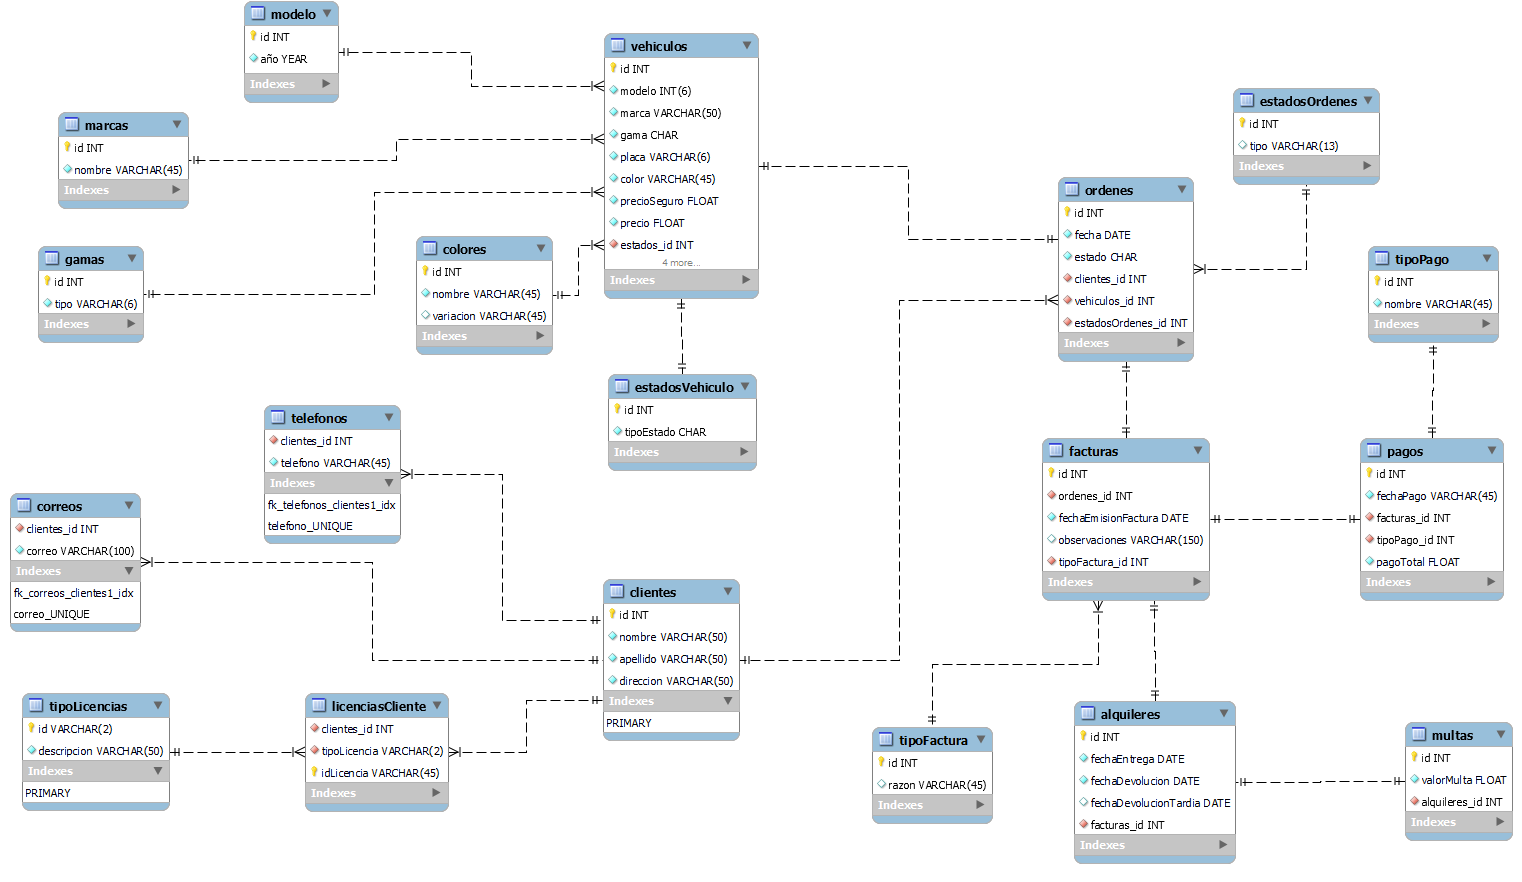 modelo
id INT
año YEAR
Indexes
marcas
id INT
nombre VARCHAR(45)
Indexes
gamas
id INT
tipo VARCHAR(6)
Indexes
colores
id INT
nombre VARCHAR(45)
variacion VARCHAR(45)
Indexes
vehiculos
id INT
modelo INT(6)
marca VARCHAR(50)
gama CHAR
placa VARCHAR(6)
color VARCHAR(45)
precioSeguro FLOAT
precio FLOAT
estados_id INT
4 more...
Indexes
estadosVehiculo
id INT
tipoEstado CHAR
Indexes
estadosOrdenes
id INT
tipo VARCHAR(13)
Indexes
ordenes
id INT
fecha DATE
estado CHAR
clientes_id INT
vehiculos_id INT
estadosOrdenes_id INT
Indexes
tipoPago
id INT
nombre VARCHAR(45)
Indexes
telefonos
clientes_id INT
telefono VARCHAR(45)
Indexes
fk_telefonos_clientes1_idx
telefono_UNIQUE
correos
clientes_id INT
correo VARCHAR(100)
Indexes
fk_correos_clientes1_idx
correo_UNIQUE
facturas
id INT
ordenes_id INT
fechaEmisionFactura DATE
observaciones VARCHAR(150)
tipoFactura_id INT
Indexes
pagos
id INT
fechaPago VARCHAR(45)
facturas_id INT
tipoPago_id INT
pagoTotal FLOAT
Indexes
clientes
id INT
nombre VARCHAR(50)
apellido VARCHAR(50)
direccion VARCHAR(50)
Indexes
PRIMARY
tipoLicencias
id VARCHAR(2)
descripcion VARCHAR(50)
Indexes
PRIMARY
licenciasCliente
clientes_id INT
tipoLicencia VARCHAR(2)
idLicencia VARCHAR(45)
Indexes
tipoFactura
id INT
razon VARCHAR(45)
Indexes
alquileres
id INT
fechaEntrega DATE
fechaDevolucion DATE
fechaDevolucionTardia DATE
facturas_id INT
Indexes
multas
id INT
valorMulta FLOAT
alquileres_id INT
Indexes